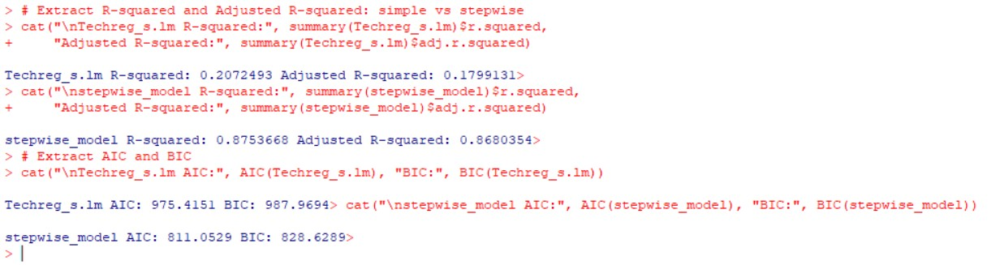 > # Extract R-squared and Adjusted R-squared: simple vs stepwise
> cat("\nTechreg_s.lm R-squared:", summary(Techreg_s.lm)$r.squared,
+     "Adjusted R-squared:", summary(Techreg_s.lm)$adj.r.squared)
Techreg_s.lm R-squared: 0.2072493 Adjusted R-squared: 0.1799131>
> cat("\nstepwise_model R-squared:", summary(stepwise_model)$r.squared,
+     "Adjusted R-squared:", summary(stepwise_model)$adj.r.squared)
stepwise_model R-squared: 0.8753668 Adjusted R-squared: 0.8680354>
> # Extract AIC and BIC
> cat("\nTechreg_s.lm AIC:", AIC(Techreg_s.lm), "BIC:", BIC(Techreg_s.lm))
Techreg_s.lm AIC: 975.4151 BIC: 987.9694> cat("\nstepwise_model AIC:", AIC(stepwise_model), "BIC:", BIC(stepwise_model))
stepwise_model AIC: 811.0529 BIC: 828.6289>
>